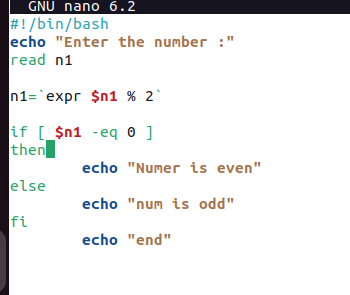 GNU nano 6.2
#!/bin/bash
echo "Enter the number :"
read n1
n1=`expr $n1 % 2`
if [ $n1 -eq 0 ]
then
echo "Numer is even"
else
echo "num is odd"
fi
echo "end"